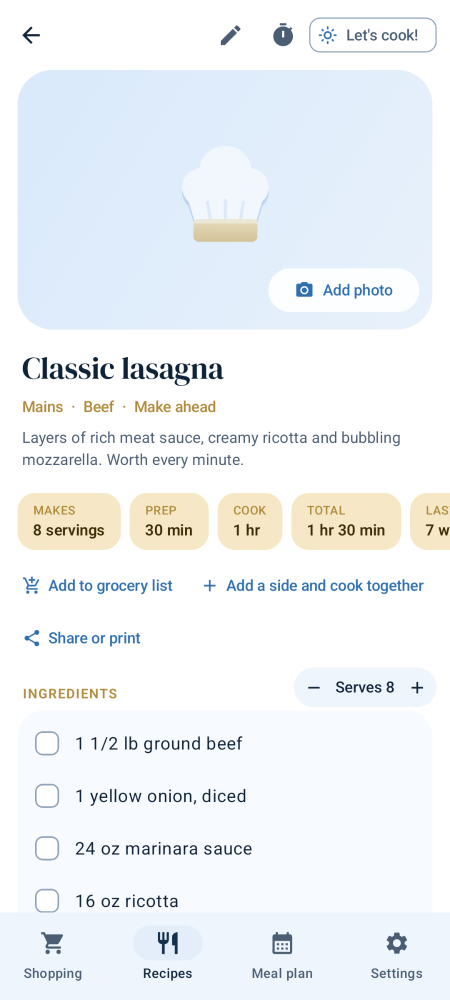 Let's cook!
Add photo
Classic lasagna
Mains · Beef · Make ahead
Layers of rich meat sauce, creamy ricotta and bubbling
mozzarella. Worth every minute.
MAKES
8 servings
PREP
30 min
COOK
1 hr
TOTAL
1 hr 30 min
7
Add to grocery list
Add a side and cook together
Share or print
INGREDIENTS
− Serves 8 +
1 1/2 lb ground beef
1 yellow onion, diced
24 oz marinara sauce
16 oz ricotta
Shopping
Recipes
Meal plan
Settings